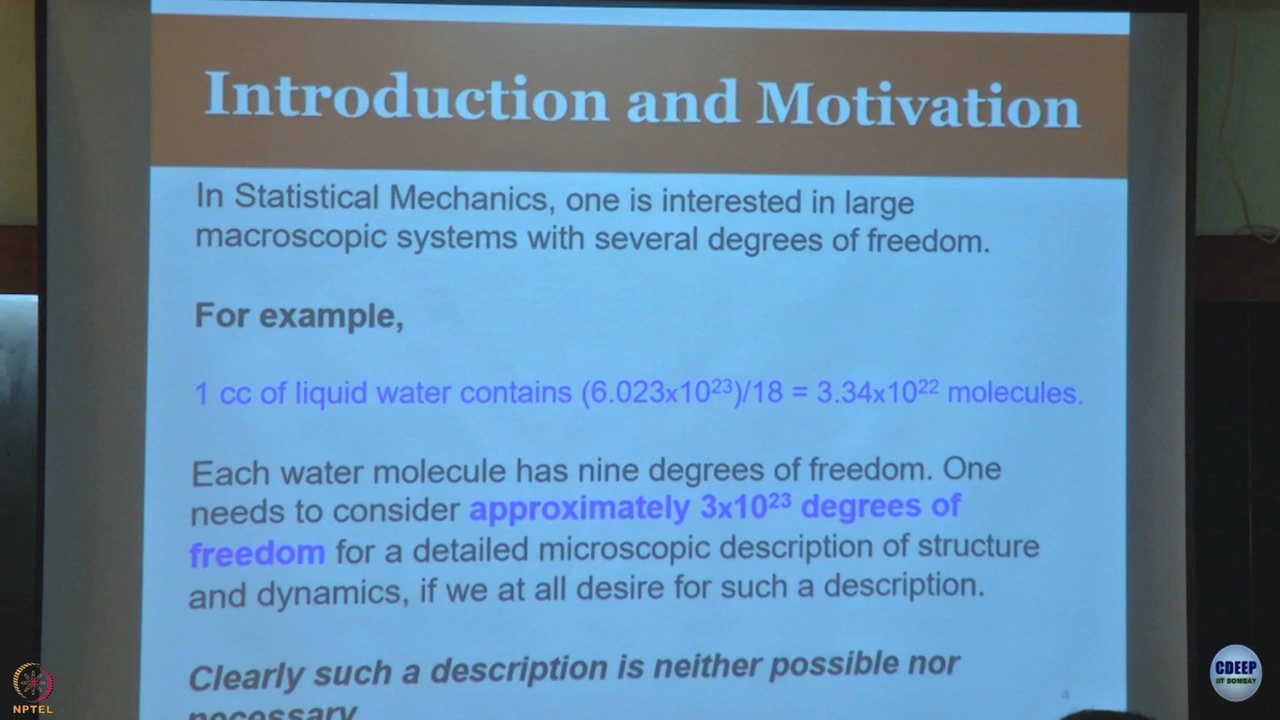 Introduction and Motivation
In Statistical Mechanics, one is interested in large
macroscopic systems with several degrees of freedom.
For example,
1 cc of liquid water contains (6.023x10²³)/18 = 3.34x10²² molecules.
Each water molecule has nine degrees of freedom. One
needs to consider approximately 3x10²³ degrees of
freedom for a detailed microscopic description of structure
and dynamics, if we at all desire for such a description.
Clearly such a description is neither possible nor
necessary
4
NPTEL
CDEEP
IIT BOMBAY